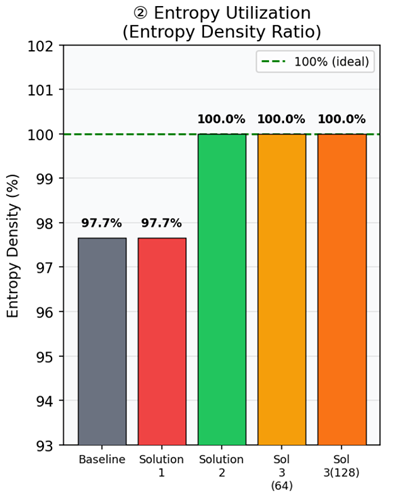 ② Entropy Utilization
(Entropy Density Ratio)
102
101
100
99
98
97
96
95
94
93
Entropy Density (%)
100% (ideal)
97.7%
97.7%
100.0%
100.0%
100.0%
Baseline
Solution
1
Solution
2
Sol
3
(64)
Sol
3(128)